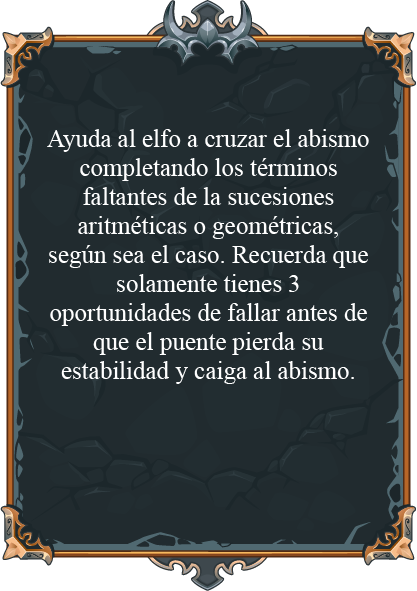 Ayuda al elfo a cruzar el abismo
completando los términos
faltantes de la sucesiones
aritméticas o geométricas,
según sea el caso. Recuerda que
solamente tienes 3
oportunidades de fallar antes de
que el puente pierda su
estabilidad y caiga al abismo.